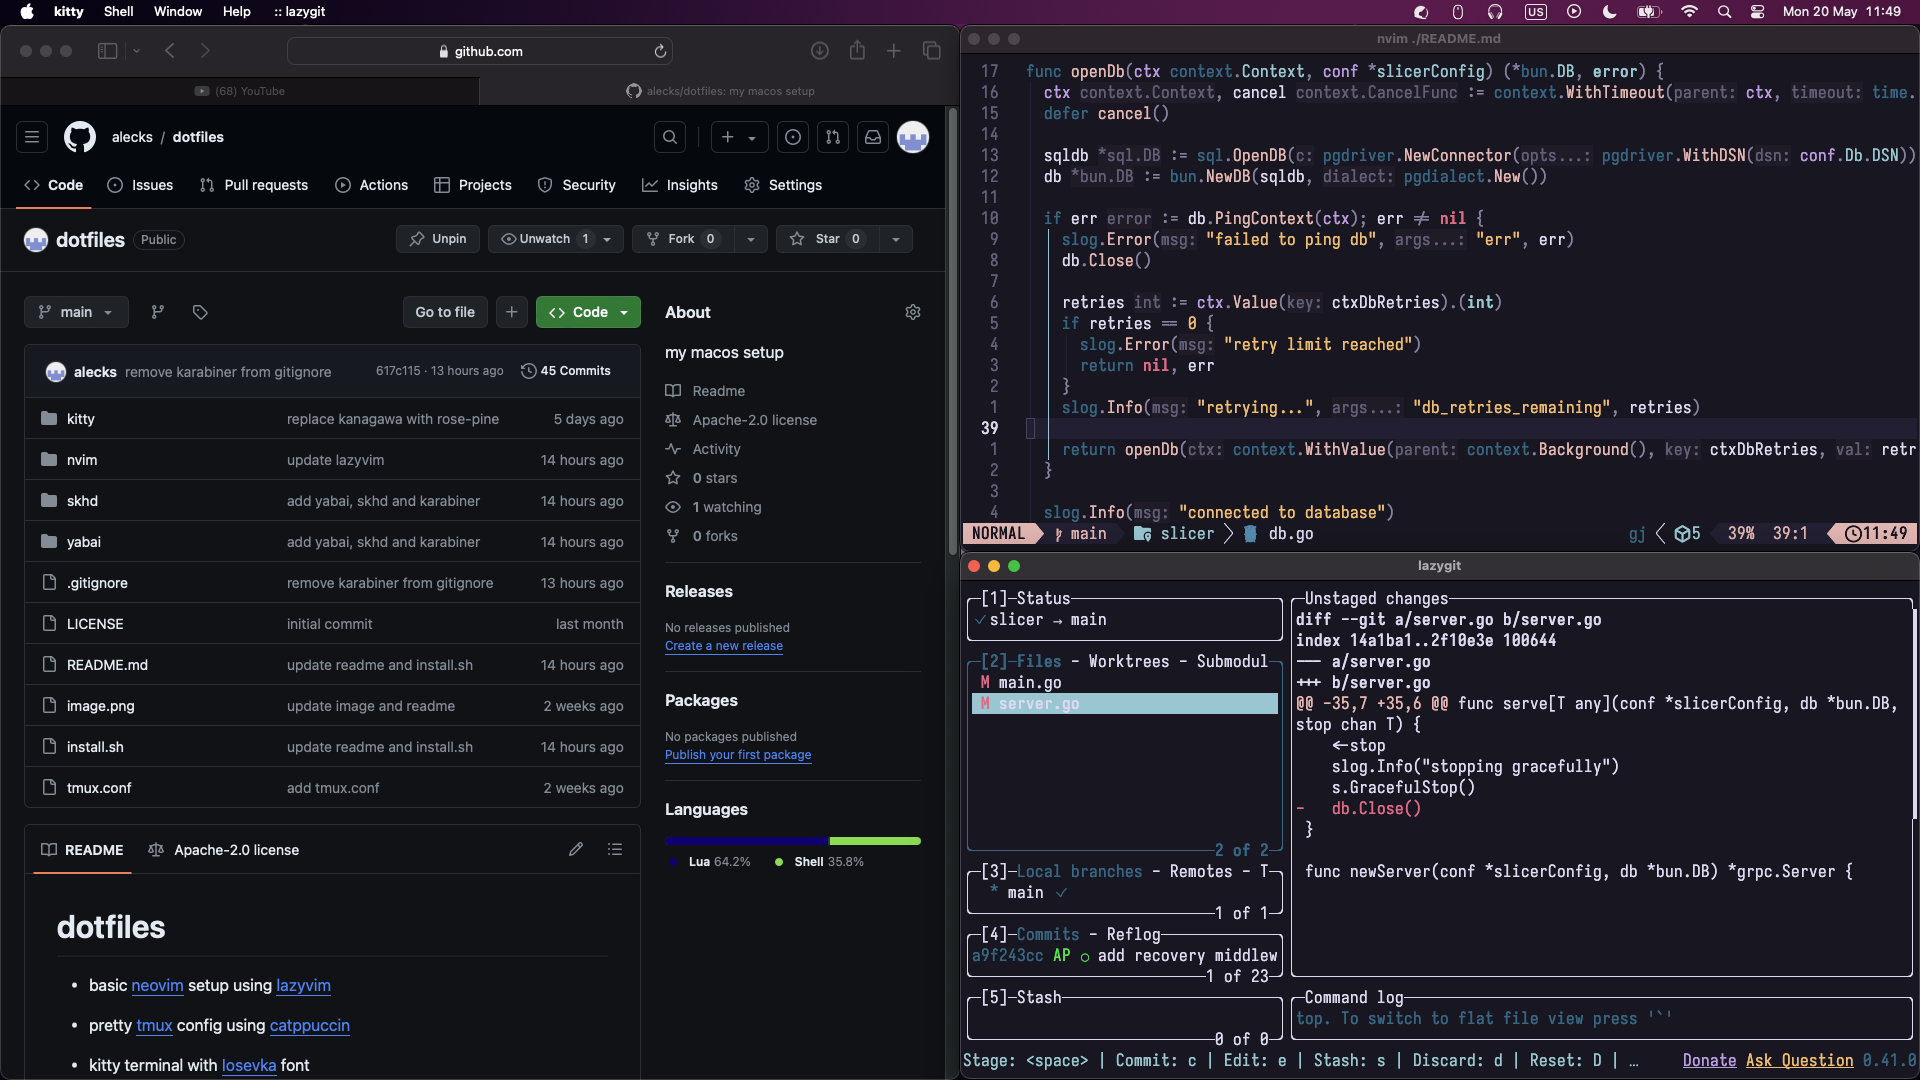 kitty Shell Window Help :: lazygit
US
Mon 20 May 11:49
github.com
(68) YouTube
alecks/dotfiles: my macos setup
alecks / dotfiles
Code Issues Pull requests Actions Projects Security Insights Settings
dotfiles Public
Unpin Unwatch 1 Fork 0 Star 0
main Go to file Code
alecks remove karabiner from gitignore 617c115 · 13 hours ago 45 Commits
kitty replace kanagawa with rose-pine 5 days ago
nvim update lazyvim 14 hours ago
skhd add yabai, skhd and karabiner 14 hours ago
yabai add yabai, skhd and karabiner 14 hours ago
.gitignore remove karabiner from gitignore 13 hours ago
LICENSE initial commit last month
README.md update readme and install.sh 14 hours ago
image.png update image and readme 2 weeks ago
install.sh update readme and install.sh 14 hours ago
tmux.conf add tmux.conf 2 weeks ago
README Apache-2.0 license
dotfiles
• basic neovim setup using lazyvim
• pretty tmux config using catppuccin
• kitty terminal with Iosevka font
About
my macos setup
Readme
Apache-2.0 license
Activity
0 stars
1 watching
0 forks
Releases
No releases published
Create a new release
Packages
No packages published
Publish your first package
Languages
Lua 64.2% Shell 35.8%
nvim ./README.md
17 func openDb(ctx context.Context, conf *slicerConfig) (*bun.DB, error) {
16 ctx context.Context, cancel context.CancelFunc := context.WithTimeout(parent: ctx, timeout: time.
15 defer cancel()
14
13 sqldb *sql.DB := sql.OpenDB(c: pgdriver.NewConnector(opts...: pgdriver.WithDSN(dsn: conf.Db.DSN))
12 db *bun.DB := bun.NewDB(sqldb, dialect: pgdialect.New())
11
10 if err error := db.PingContext(ctx); err != nil {
9 slog.Error(msg: "failed to ping db", args...: "err", err)
8 db.Close()
7
6 retries int := ctx.Value(key: ctxDbRetries).(int)
5 if retries == 0 {
4 slog.Error(msg: "retry limit reached")
3 return nil, err
2 }
1 slog.Info(msg: "retrying...", args...: "db_retries_remaining", retries)
39
1 return openDb(ctx: context.WithValue(parent: context.Background(), key: ctxDbRetries, val: retr
2 }
3
4 slog.Info(msg: "connected to database")
NORMAL main slicer db.go gj 5 39% 39:1 11:49
lazygit
[1]-Status
✓ slicer → main
[2]-Files - Worktrees - Submodul
M main.go
M server.go
2 of 2
[3]-Local branches - Remotes - T
* main ✓
1 of 1
[4]-Commits - Reflog
a9f243cc AP ○ add recovery middlew
1 of 23
[5]-Stash
0 of 0
Unstaged changes
diff --git a/server.go b/server.go
index 14a1ba1..2f10e3e 100644
--- a/server.go
+++ b/server.go
@@ -35,7 +35,6 @@ func serve[T any](conf *slicerConfig, db *bun.DB,
stop chan T) {
<-stop
slog.Info("stopping gracefully")
s.GracefulStop()
- db.Close()
}
func newServer(conf *slicerConfig, db *bun.DB) *grpc.Server {
Command log
top. To switch to flat file view press '`'
Stage: <space> | Commit: c | Edit: e | Stash: s | Discard: d | Reset: D | … Donate Ask Question 0.41.0